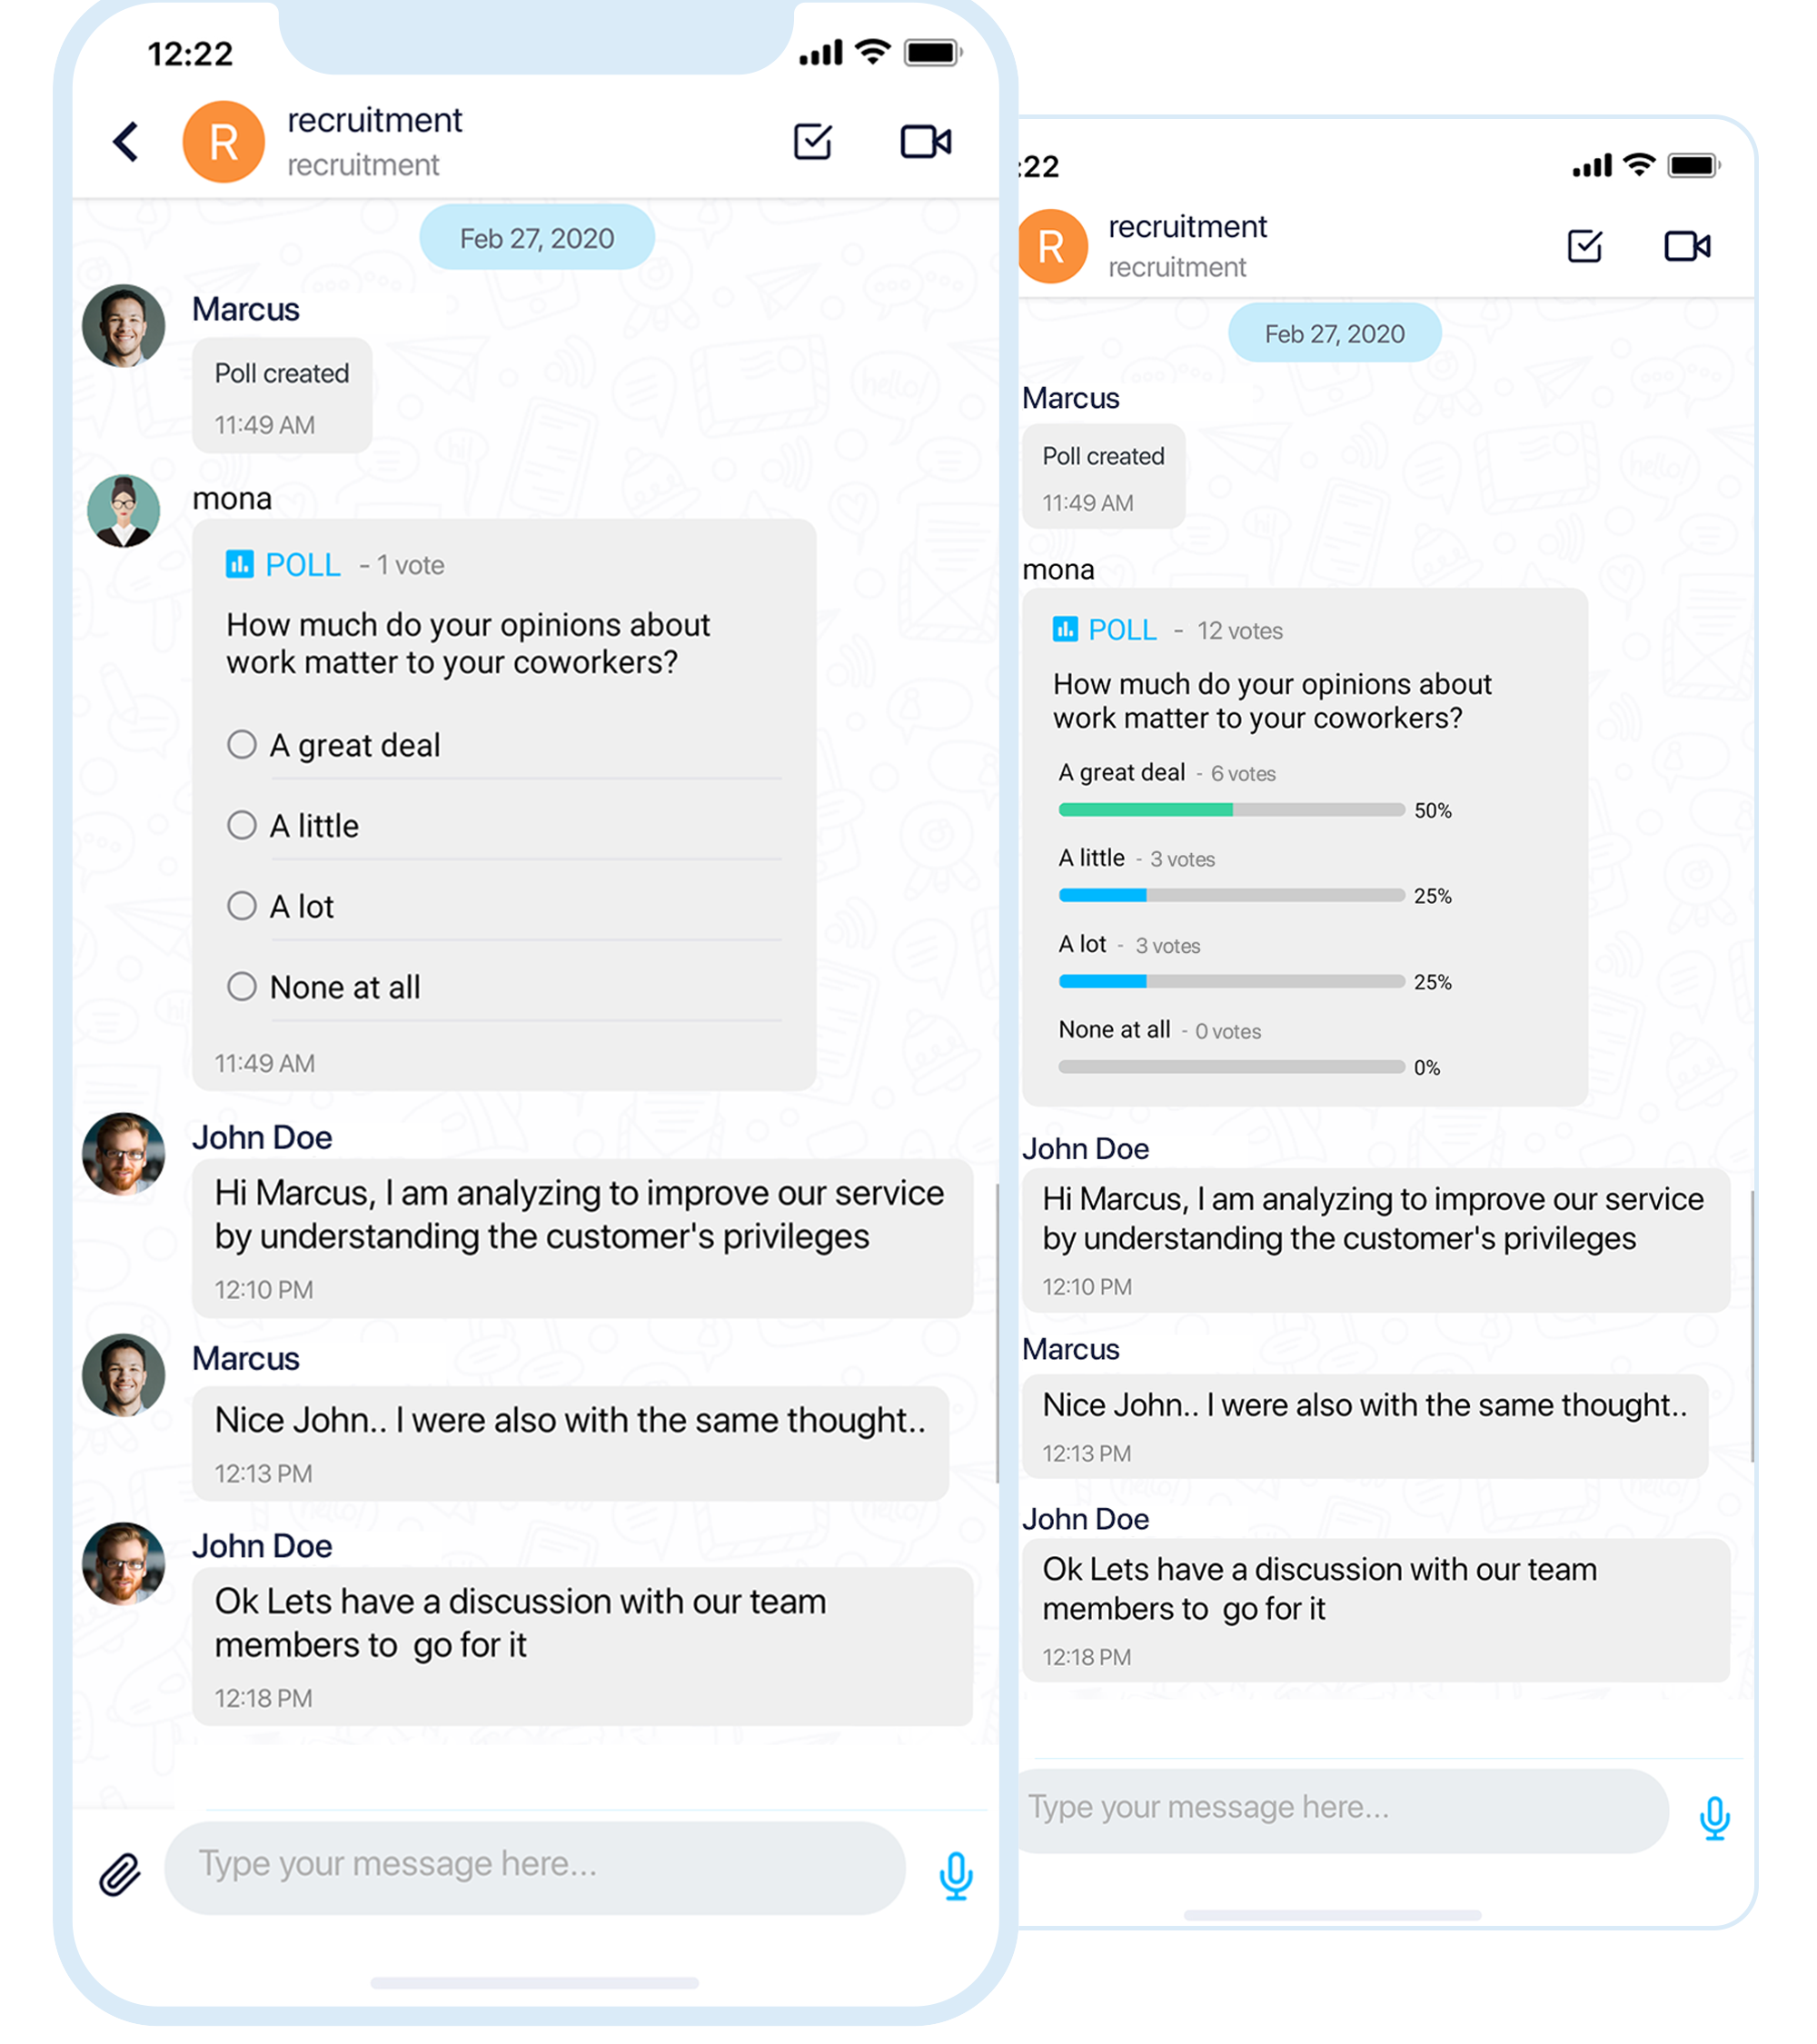 12:22
R
recruitment
recruitment
Feb 27, 2020
Marcus
Poll created
11:49 AM
mona
POLL - 1 vote
How much do your opinions about
work matter to your coworkers?
A great deal
A little
A lot
None at all
11:49 AM
John Doe
Hi Marcus, I am analyzing to improve our service
by understanding the customer's privileges
12:10 PM
Marcus
Nice John.. I were also with the same thought..
12:13 PM
John Doe
Ok Lets have a discussion with our team
members to  go for it
12:18 PM
Type your message here...
:22
R
recruitment
recruitment
Feb 27, 2020
Marcus
Poll created
11:49 AM
mona
POLL - 12 votes
How much do your opinions about
work matter to your coworkers?
A great deal - 6 votes
50%
A little - 3 votes
25%
A lot - 3 votes
25%
None at all - 0 votes
0%
John Doe
Hi Marcus, I am analyzing to improve our service
by understanding the customer's privileges
12:10 PM
Marcus
Nice John.. I were also with the same thought..
12:13 PM
John Doe
Ok Lets have a discussion with our team
members to  go for it
12:18 PM
Type your message here...
hello!
hi!
hello!
hi!